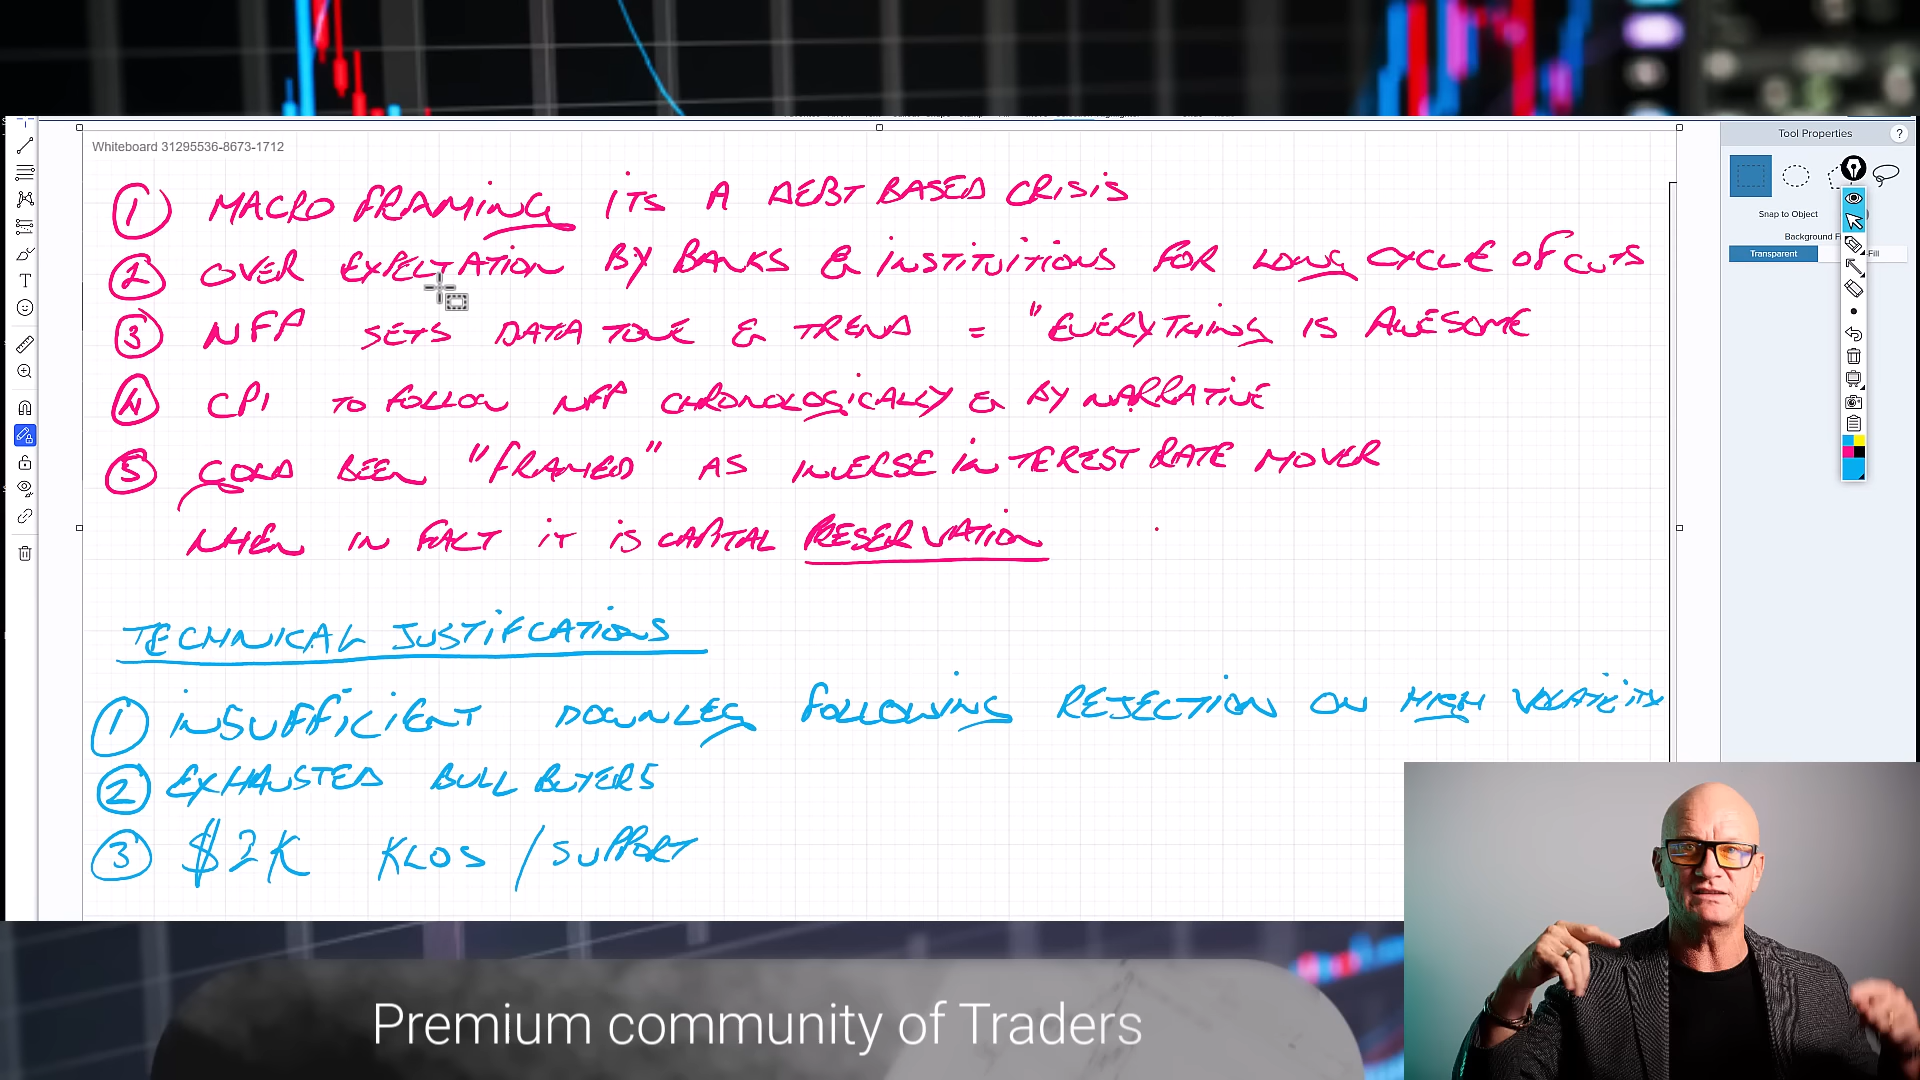 Whiteboard 31295536-8673-1712
Tool Properties
?
① MACRO FRAMING ITS A DEBT BASED CRISIS
② OVER EXPECTATION BY BANKS & INSTITUITIONS FOR LONG CYCLE OF CUTS
Snap to Object
Transparent
Fill
③ NFP SETS DATA TONE & TREND = "EVERYTHING IS AWESOME
④ CPI TO FOLLOW NFP CHRONOLOGICALLY & BY NARRATIVE
⑤ GOLD BEEN "FRAMED" AS INVERSE INTEREST RATE MOVER
WHEN IN FACT IT IS CAPITAL PRESERVATION
TECHNICAL JUSTIFCATIONS
① INSUFFICIENT DOWNLEG FOLLOWING REJECTION ON HIGH VOLATILITY
② EXHAUSTED BULL BUYERS
③ $2K KLOS / SUPPORT
Premium community of Traders